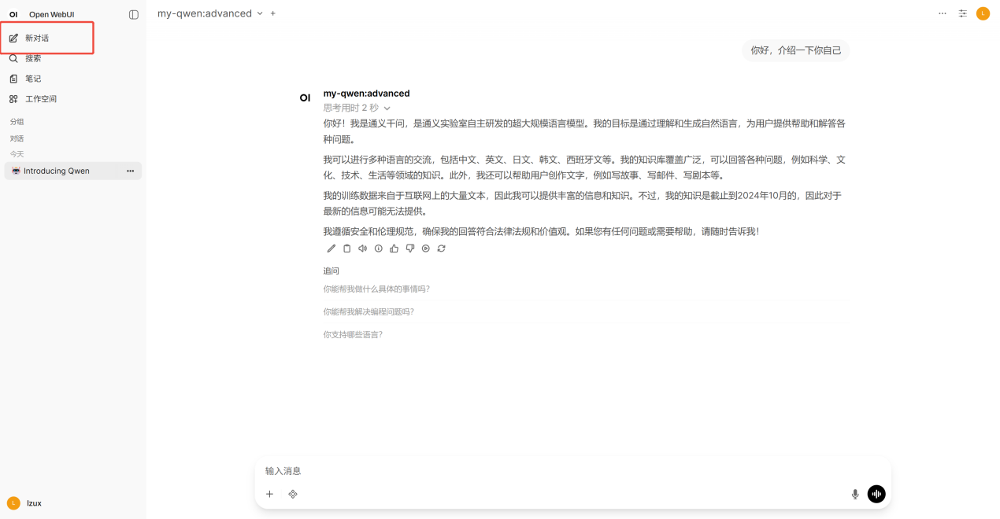 OI Open WebUI
my-qwen:advanced
L
新对话
搜索
笔记
工作空间
分组
对话
今天
Introducing Qwen
你好，介绍一下你自己
OI
my-qwen:advanced
思考用时 2 秒
你好！我是通义千问，是通义实验室自主研发的超大规模语言模型。我的目标是通过理解和生成自然语言，为用户提供帮助和解答各
种问题。
我可以进行多种语言的交流，包括中文、英文、日文、韩文、西班牙文等。我的知识库覆盖广泛，可以回答各种问题，例如科学、文
化、技术、生活等领域的知识。此外，我还可以帮助用户创作文字，例如写故事、写邮件、写剧本等。
我的训练数据来自于互联网上的大量文本，因此我可以提供丰富的信息和知识。不过，我的知识是截止到2024年10月的，因此对于
最新的信息可能无法提供。
我遵循安全和伦理规范，确保我的回答符合法律法规和价值观。如果您有任何问题或需要帮助，请随时告诉我！
追问
你能帮我做什么具体的事情吗？
你能帮我解决编程问题吗？
你支持哪些语言？
输入消息
L lzux